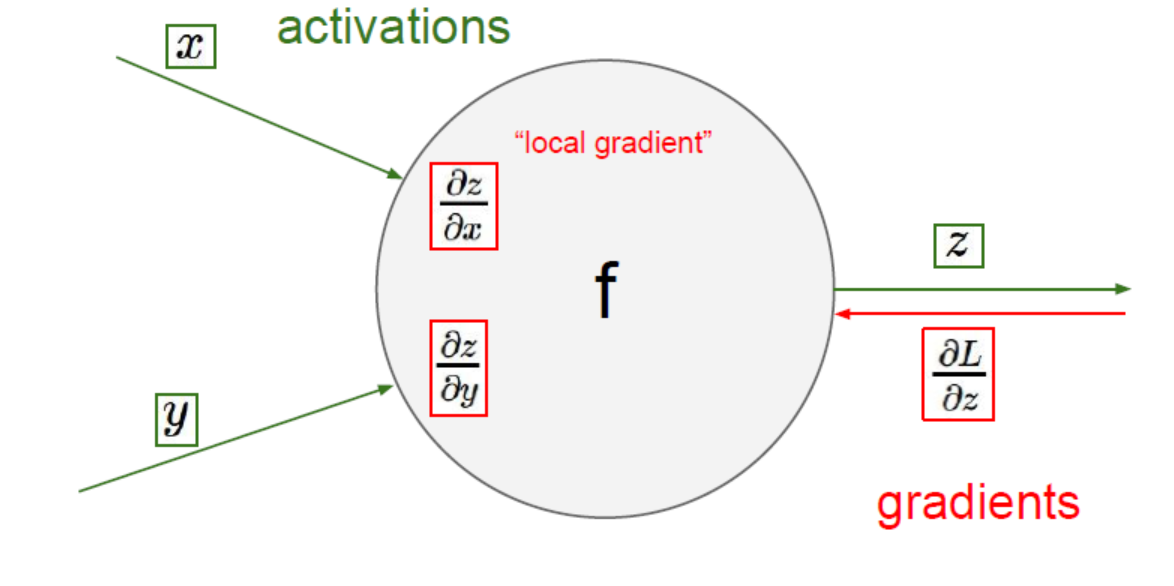 activations
x
“local gradient”
∂z/∂x
z
f
∂z/∂y
∂L/∂z
y
gradients